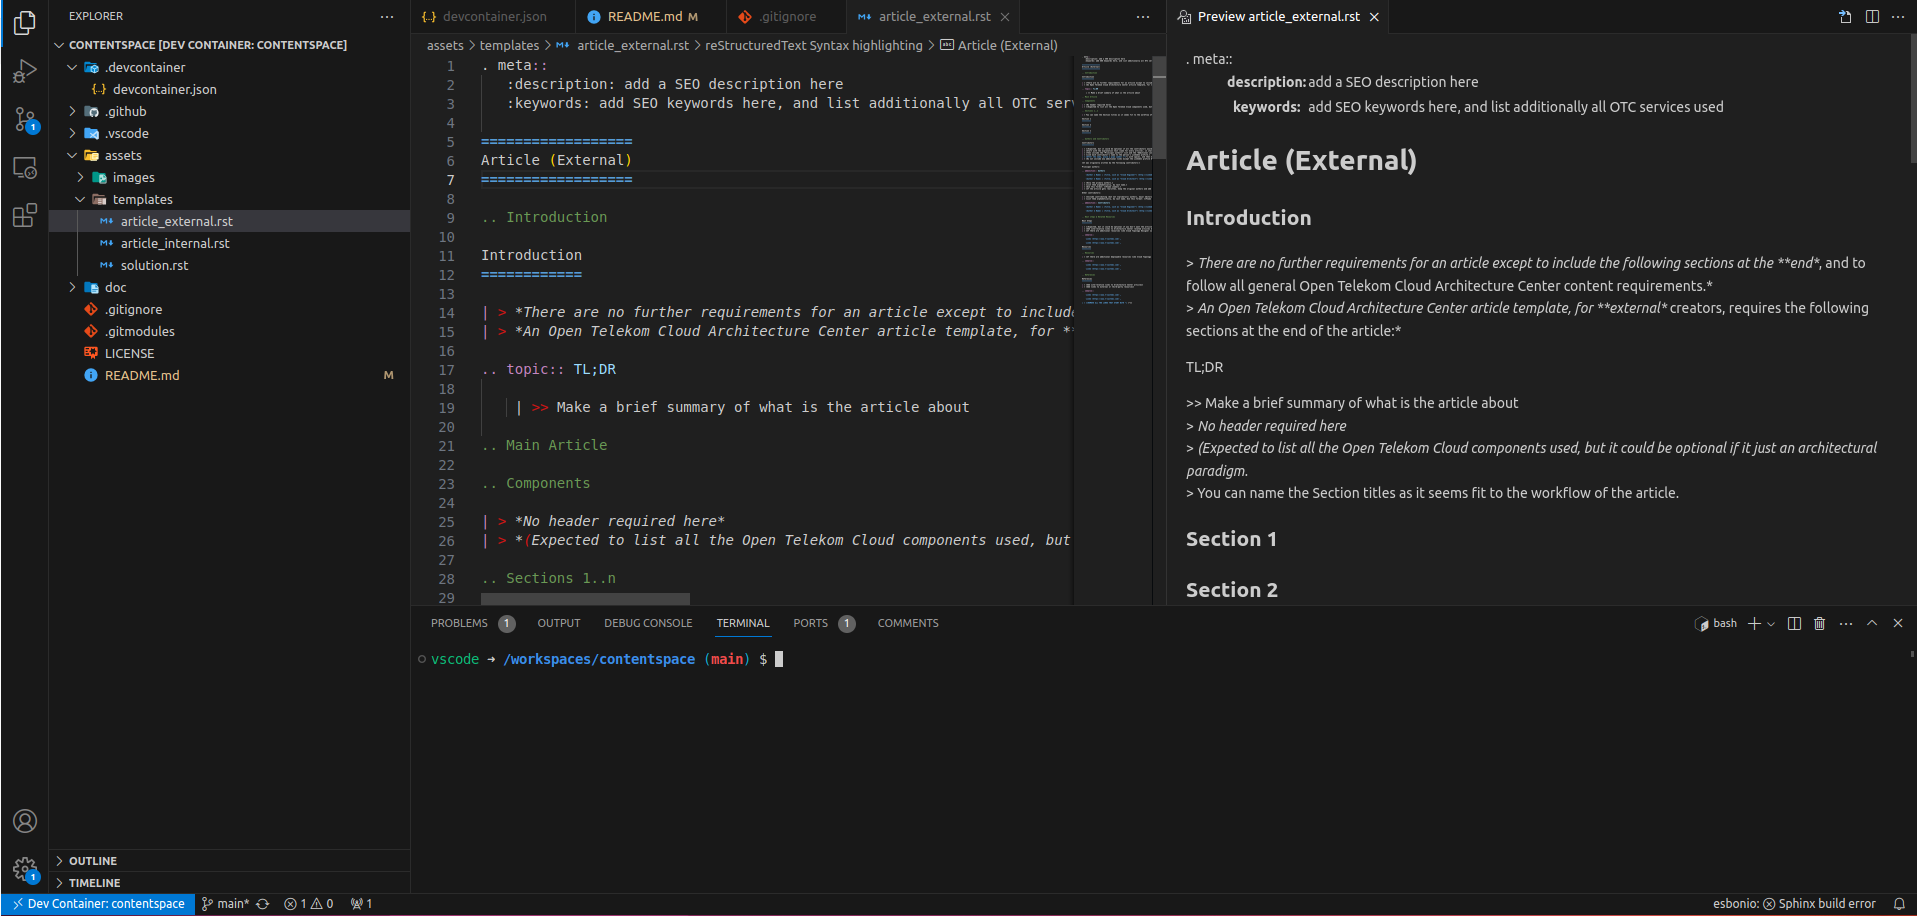 EXPLORER
CONTENTSPACE [DEV CONTAINER: CONTENTSPACE]
.devcontainer
{..} devcontainer.json
.github
.vscode
assets
images
templates
article_external.rst
article_internal.rst
solution.rst
doc
.gitignore
.gitmodules
LICENSE
README.md M
OUTLINE
TIMELINE
{..} devcontainer.json
README.md M
.gitignore
article_external.rst
assets > templates > article_external.rst > reStructuredText Syntax highlighting > Article (External)
1 . meta::
2 :description: add a SEO description here
3 :keywords: add SEO keywords here, and list additionally all OTC ser
4
5 ==================
6 Article (External)
7 ==================
8
9 .. Introduction
10
11 Introduction
12 ============
13
14 | > *There are no further requirements for an article except to include
15 | > *An Open Telekom Cloud Architecture Center article template, for *
16
17 .. topic:: TL;DR
18
19 | >> Make a brief summary of what is the article about
20
21 .. Main Article
22
23 .. Components
24
25 | > *No header required here*
26 | > *(Expected to list all the Open Telekom Cloud components used, but
27
28 .. Sections 1..n
29
Preview article_external.rst
. meta::
description: add a SEO description here
keywords: add SEO keywords here, and list additionally all OTC services used
Article (External)
Introduction
> There are no further requirements for an article except to include the following sections at the **end*, and to
follow all general Open Telekom Cloud Architecture Center content requirements.*
> An Open Telekom Cloud Architecture Center article template, for **external* creators, requires the following
sections at the end of the article:*
TL;DR
>> Make a brief summary of what is the article about
> No header required here
> (Expected to list all the Open Telekom Cloud components used, but it could be optional if it just an architectural
paradigm.
> You can name the Section titles as it seems fit to the workflow of the article.
Section 1
Section 2
PROBLEMS 1 OUTPUT DEBUG CONSOLE TERMINAL PORTS 1 COMMENTS
bash
vscode ➜ /workspaces/contentspace (main) $
1
1
Dev Container: contentspace main* 1 0 1
esbonio: Sphinx build error